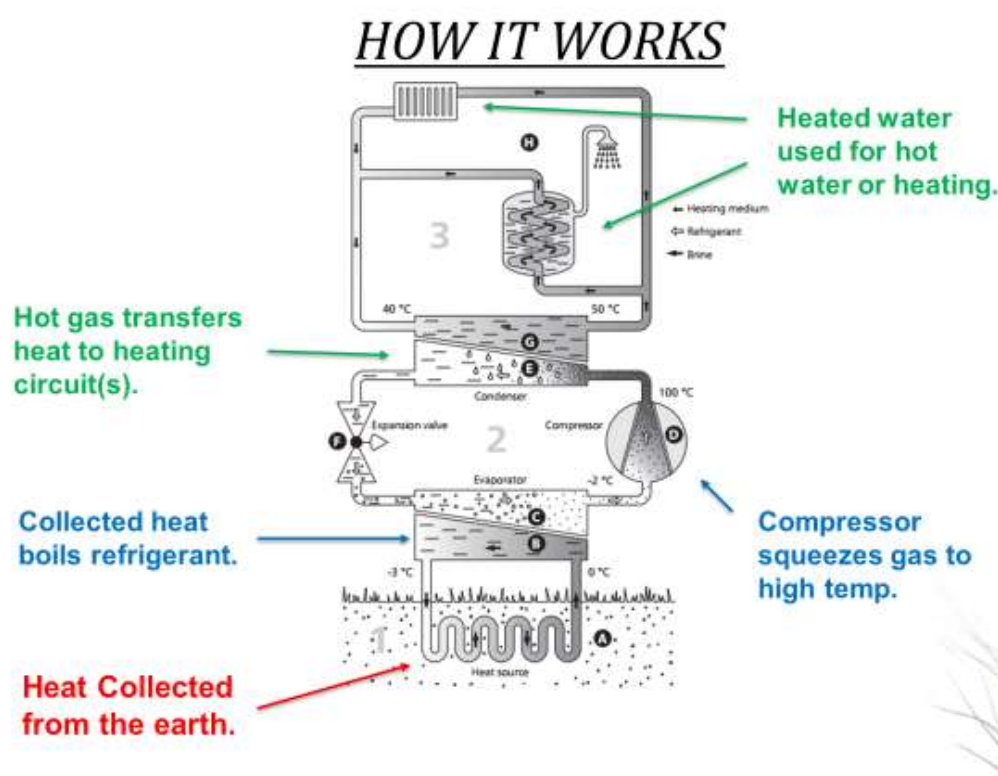 HOW IT WORKS
Heated water
used for hot
water or heating.
H
Heating medium
Refrigerant
Brine
3
40 °C
50 °C
Hot gas transfers
heat to heating
circuit(s).
G
E
Condenser
100 °C
F
Expansion valve
2
Compressor
D
Evaporator
-2 °C
Collected heat
boils refrigerant.
C
B
Compressor
squeezes gas to
high temp.
-3 °C
0 °C
1
A
Heat source
Heat Collected
from the earth.